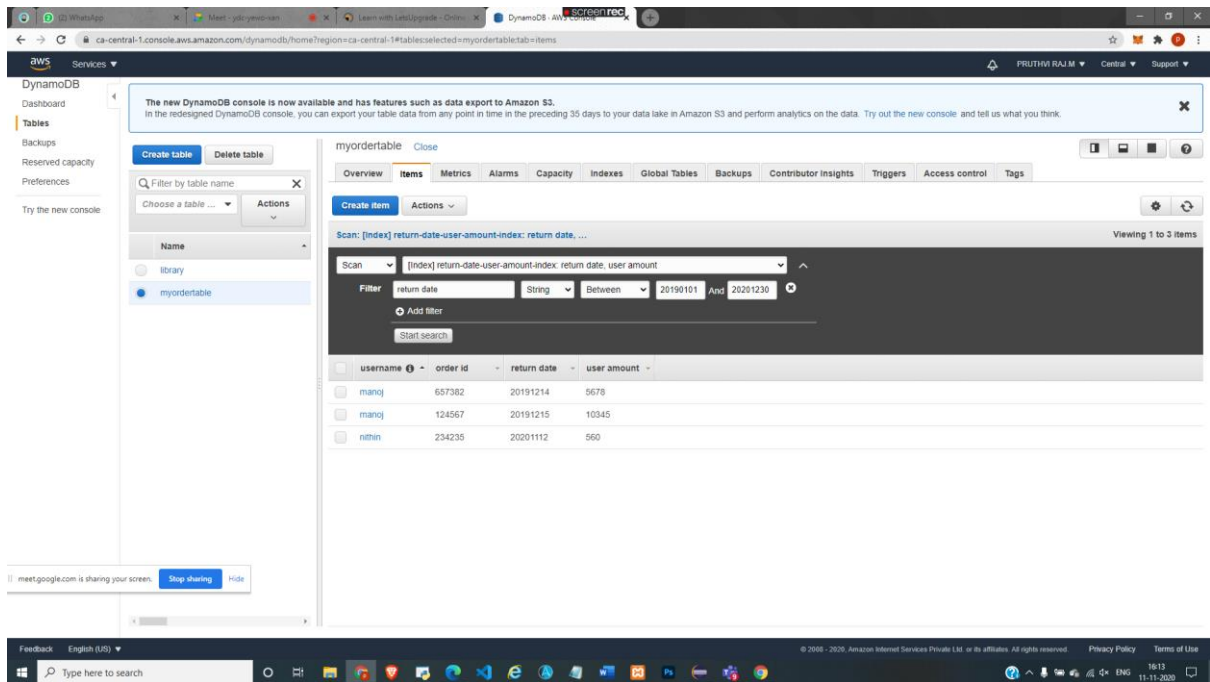 (2) WhatsApp
Meet - ydc-yewo-san
Learn with LetsUpgrade - Online
DynamoDB - AWS Console
screenrec
ca-central-1.console.aws.amazon.com/dynamodb/home?region=ca-central-1#tables:selected=myordertable;tab=items
aws Services
PRUTHVI RAJ.M Central Support
DynamoDB
Dashboard
Tables
Backups
Reserved capacity
Preferences
Try the new console
The new DynamoDB console is now available and has features such as data export to Amazon S3.
In the redesigned DynamoDB console, you can export your table data from any point in time in the preceding 35 days to your data lake in Amazon S3 and perform analytics on the data. Try out the new console and tell us what you think.
Create table Delete table
Filter by table name
Choose a table ... Actions
Name
library
myordertable
myordertable Close
Overview Items Metrics Alarms Capacity Indexes Global Tables Backups Contributor Insights Triggers Access control Tags
Create item Actions
Scan: [Index] return-date-user-amount-index: return date, ... Viewing 1 to 3 items
Scan [Index] return-date-user-amount-index: return date, user amount
Filter return date String Between 20190101 And 20201230
Add filter
Start search
username order id return date user amount
manoj 657382 20191214 5678
manoj 124567 20191215 10345
nithin 234235 20201112 560
meet.google.com is sharing your screen. Stop sharing Hide
Feedback English (US) © 2008 - 2020, Amazon Internet Services Private Ltd. or its affiliates. All rights reserved. Privacy Policy Terms of Use
Type here to search
ENG 16:13
11-11-2020